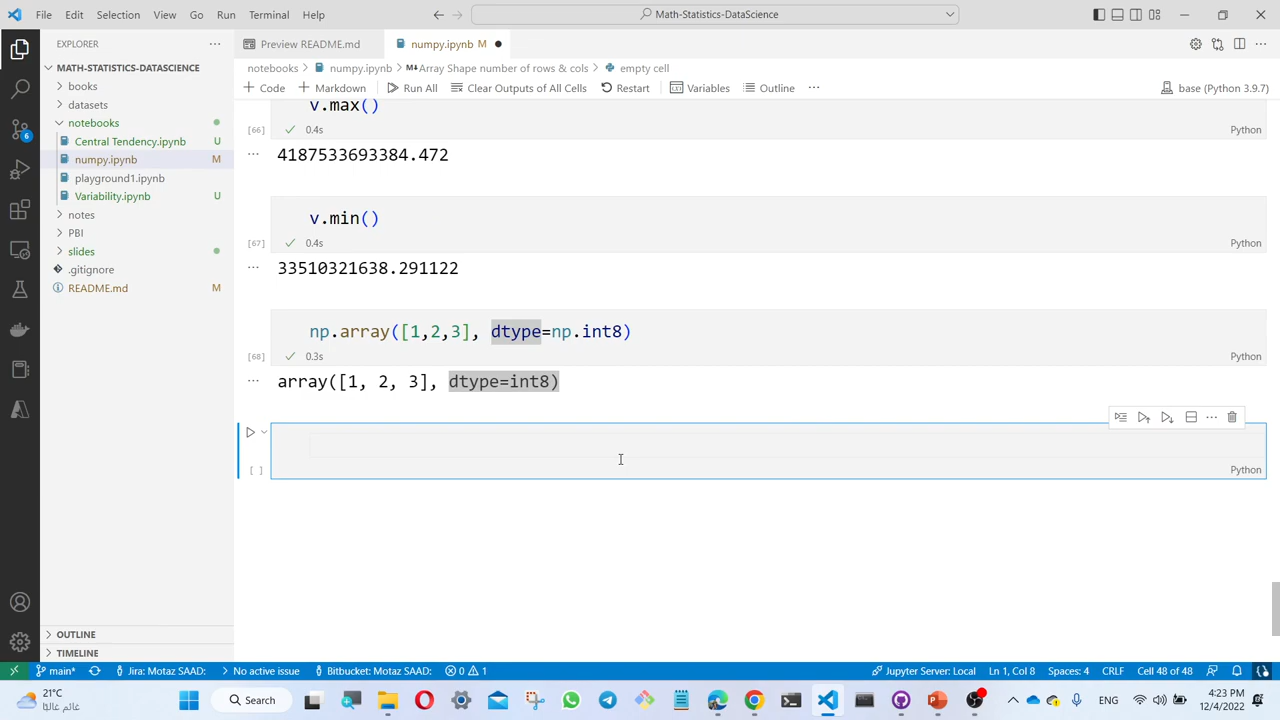 File Edit Selection View Go Run Terminal Help
Math-Statistics-DataScience
EXPLORER
MATH-STATISTICS-DATASCIENCE
books
datasets
notebooks
Central Tendency.ipynb U
numpy.ipynb M
playground1.ipynb
Variability.ipynb U
notes
PBI
slides
.gitignore
README.md M
OUTLINE
TIMELINE
Preview README.md numpy.ipynb M
notebooks > numpy.ipynb > M↓Array Shape number of rows & cols > empty cell
+ Code + Markdown Run All Clear Outputs of All Cells Restart Variables Outline ... base (Python 3.9.7)
v.max()
[66] 0.4s Python
4187533693384.472
v.min()
[67] 0.4s Python
33510321638.291122
np.array([1,2,3], dtype=np.int8)
[68] 0.3s Python
array([1, 2, 3], dtype=int8)
[ ] Python
6
main* Jira: Motaz SAAD: No active issue Bitbucket: Motaz SAAD: 0 1 Jupyter Server: Local Ln 1, Col 8 Spaces: 4 CRLF Cell 48 of 48
21°C
غائم غالبًا
Search
ENG
4:23 PM
12/4/2022